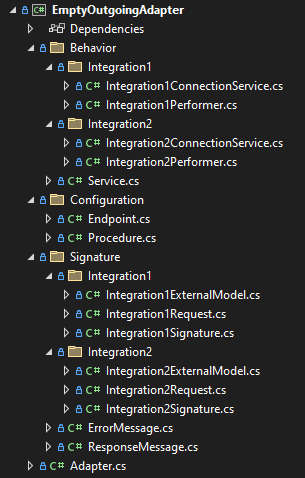 C# EmptyOutgoingAdapter
Dependencies
Behavior
Integration1
C# Integration1ConnectionService.cs
C# Integration1Performer.cs
Integration2
C# Integration2ConnectionService.cs
C# Integration2Performer.cs
C# Service.cs
Configuration
C# Endpoint.cs
C# Procedure.cs
Signature
Integration1
C# Integration1ExternalModel.cs
C# Integration1Request.cs
C# Integration1Signature.cs
Integration2
C# Integration2ExternalModel.cs
C# Integration2Request.cs
C# Integration2Signature.cs
C# ErrorMessage.cs
C# ResponseMessage.cs
C# Adapter.cs